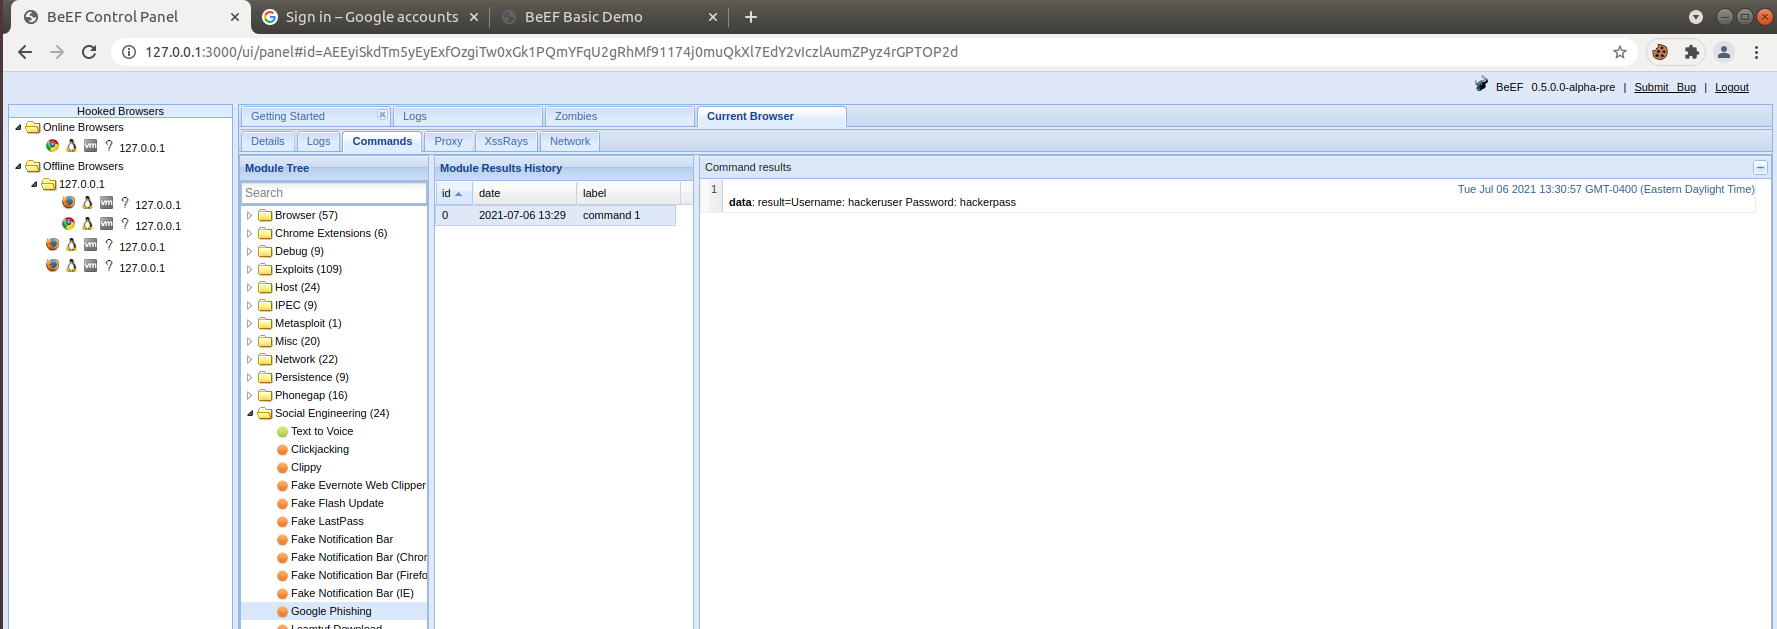 BeEF Control Panel
Sign in – Google accounts
BeEF Basic Demo
127.0.0.1:3000/ui/panel#id=AEEyiSkdTm5yEyExfOzgiTw0xGk1PQmYFqU2gRhMf91174j0muQkXl7EdY2vIczlAumZPyz4rGPTOP2d
BeEF 0.5.0.0-alpha-pre | Submit Bug | Logout
Hooked Browsers
Online Browsers
127.0.0.1
Offline Browsers
127.0.0.1
127.0.0.1
127.0.0.1
127.0.0.1
127.0.0.1
Getting Started
Logs
Zombies
Current Browser
Details
Logs
Commands
Proxy
XssRays
Network
Module Tree
Search
Browser (57)
Chrome Extensions (6)
Debug (9)
Exploits (109)
Host (24)
IPEC (9)
Metasploit (1)
Misc (20)
Network (22)
Persistence (9)
Phonegap (16)
Social Engineering (24)
Text to Voice
Clickjacking
Clippy
Fake Evernote Web Clipper
Fake Flash Update
Fake LastPass
Fake Notification Bar
Fake Notification Bar (Chror
Fake Notification Bar (Firefo
Fake Notification Bar (IE)
Google Phishing
Module Results History
id date label
0 2021-07-06 13:29 command 1
Command results
1 Tue Jul 06 2021 13:30:57 GMT-0400 (Eastern Daylight Time)
data: result=Username: hackeruser Password: hackerpass